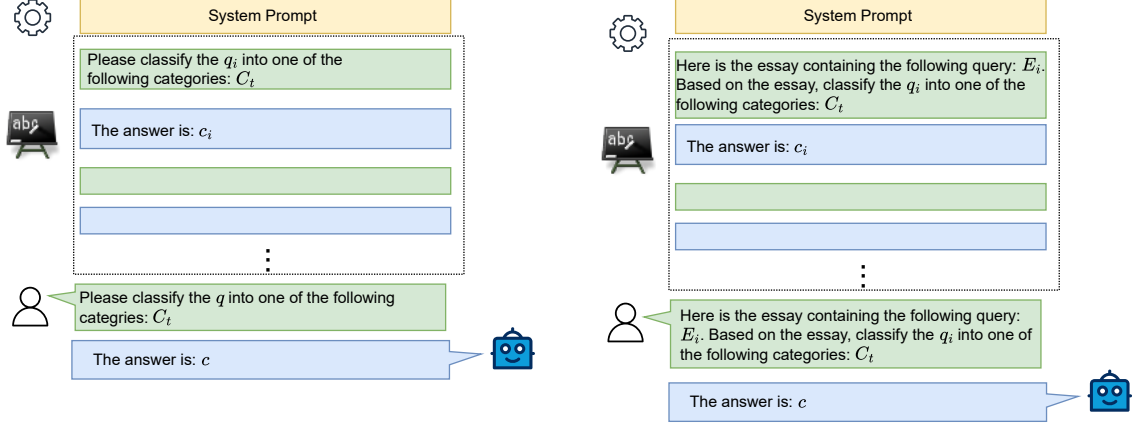 System Prompt
Please classify the $q_i$ into one of the
following categories: $C_t$
abc
The answer is: $c_i$
⋮
Please classify the $q$ into one of the following
categries: $C_t$
The answer is: $c$
System Prompt
Here is the essay containing the following query: $E_i$.
Based on the essay, classify the $q_i$ into one of the
following categories: $C_t$
abc
The answer is: $c_i$
⋮
Here is the essay containing the following query:
$E_i$. Based on the essay, classify the $q_i$ into one of
the following categories: $C_t$
The answer is: $c$